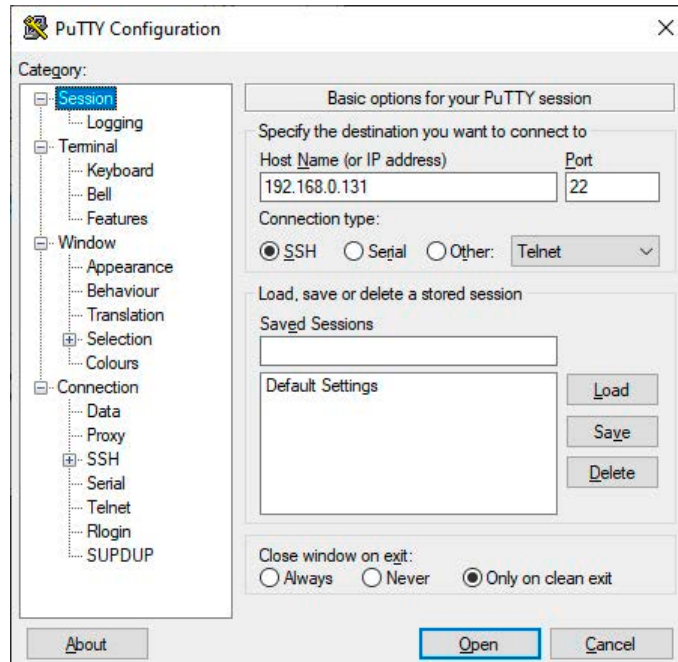 PuTTY Configuration
Category:
Session
Logging
Terminal
Keyboard
Bell
Features
Window
Appearance
Behaviour
Translation
Selection
Colours
Connection
Data
Proxy
SSH
Serial
Telnet
Rlogin
SUPDUP
Basic options for your PuTTY session
Specify the destination you want to connect to
Host Name (or IP address) Port
192.168.0.131 22
Connection type:
SSH Serial Other: Telnet
Load, save or delete a stored session
Saved Sessions
Default Settings
Load
Save
Delete
Close window on exit:
Always Never Only on clean exit
About Open Cancel